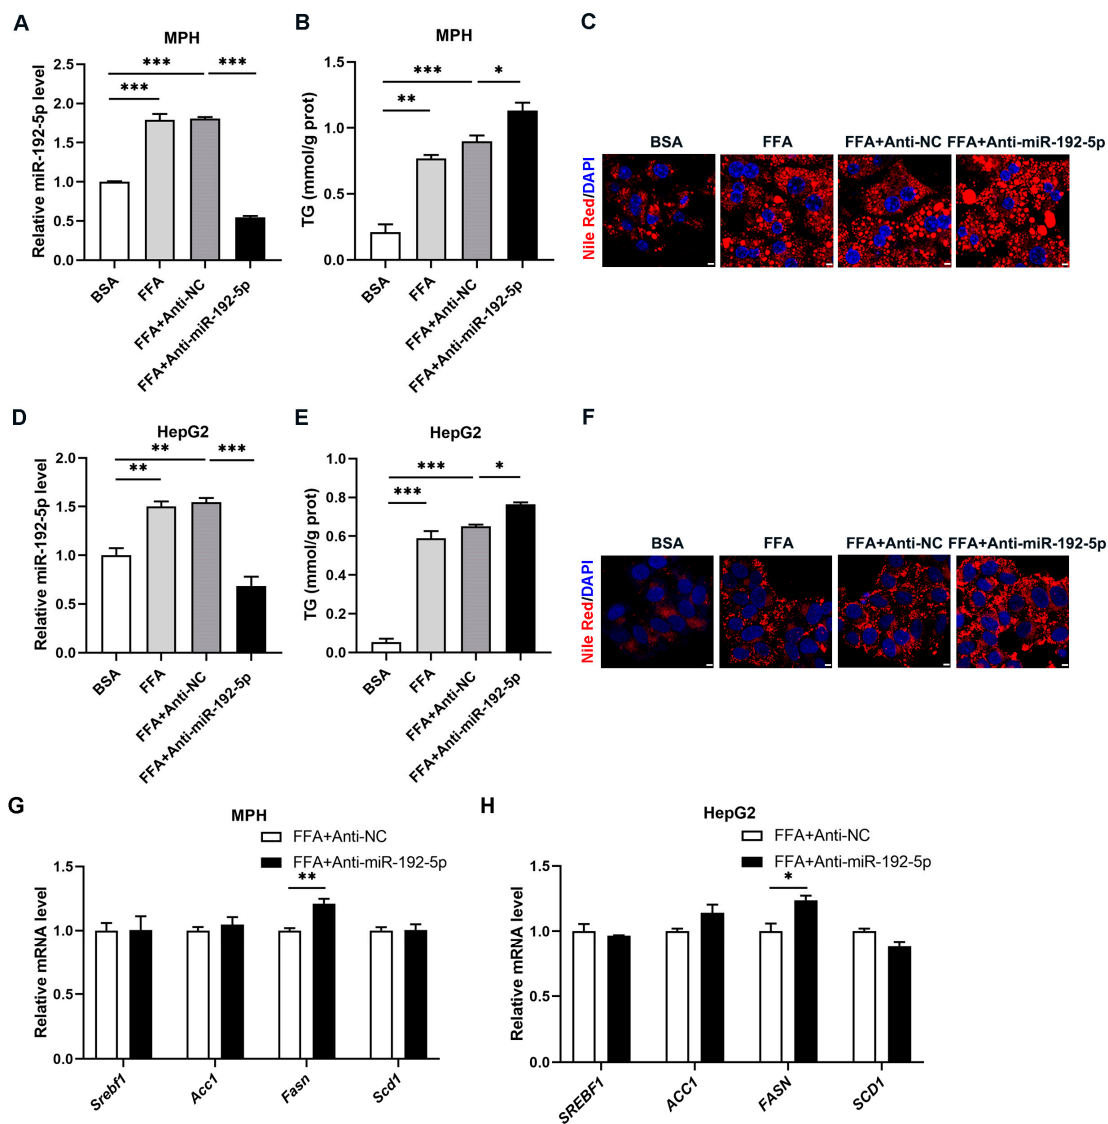 A
MPH
Relative miR-192-5p level
2.5
2.0
1.5
1.0
0.5
0.0
***
***
***
BSA
FFA
FFA+Anti-NC
FFA+Anti-miR-192-5p
B
MPH
TG (mmol/g prot)
1.5
1.0
0.5
0.0
***
*
**
BSA
FFA
FFA+Anti-NC
FFA+Anti-miR-192-5p
C
BSA
FFA
FFA+Anti-NC
FFA+Anti-miR-192-5p
Nile Red/DAPI
D
HepG2
Relative miR-192-5p level
2.0
1.5
1.0
0.5
0.0
**
***
**
BSA
FFA
FFA+Anti-NC
FFA+Anti-miR-192-5p
E
HepG2
TG (mmol/g prot)
1.0
0.8
0.6
0.4
0.2
0.0
***
*
***
BSA
FFA
FFA+Anti-NC
FFA+Anti-miR-192-5p
F
BSA
FFA
FFA+Anti-NC
FFA+Anti-miR-192-5p
Nile Red/DAPI
G
MPH
FFA+Anti-NC
FFA+Anti-miR-192-5p
Relative mRNA level
1.5
1.0
0.5
0.0
**
Srebf1
Acc1
Fasn
Scd1
H
HepG2
FFA+Anti-NC
FFA+Anti-miR-192-5p
Relative mRNA level
1.5
1.0
0.5
0.0
*
SREBF1
ACC1
FASN
SCD1